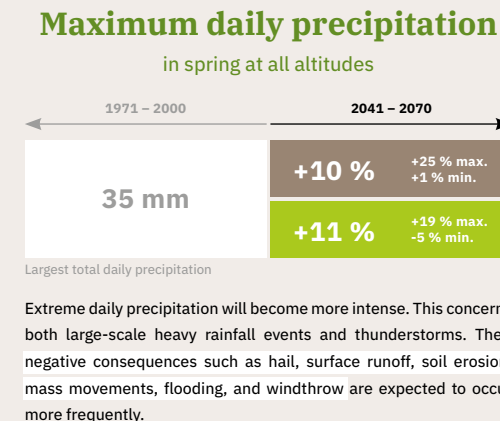 Maximum daily precipitation
in spring at all altitudes
1971 – 2000
2041 – 2070
35 mm
+10 %
+25 % max.
+1 % min.
+11 %
+19 % max.
-5 % min.
Largest total daily precipitation
Extreme daily precipitation will become more intense. This concern
both large-scale heavy rainfall events and thunderstorms. The
negative consequences such as hail, surface runoff, soil erosion
mass movements, flooding, and windthrow are expected to occu
more frequently.